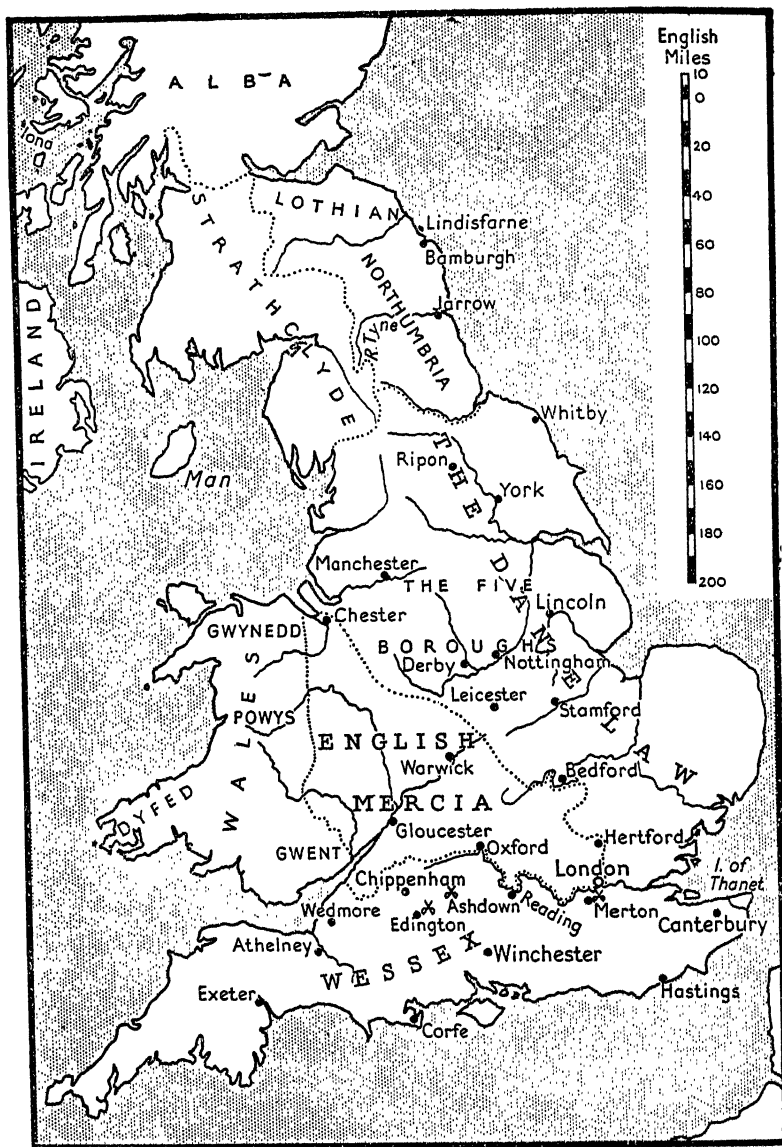 English
Miles
10
0
20
40
60
80
100
120
140
160
180
200
ALBA
Iona
STRATHCLYDE
LOTHIAN
Lindisfarne
Bamburgh
NORTHUMBRIA
Jarrow
R.Tyne
IRELAND
Man
Whitby
THE DANELAW
Ripon
York
Manchester
THE FIVE
BOROUGHS
Lincoln
Chester
GWYNEDD
Derby
Nottingham
Leicester
Stamford
WALES
POWYS
ENGLISH
MERCIA
Warwick
Bedford
DYFED
Gloucester
GWENT
Oxford
Hertford
London
I. of
Thanet
Chippenham
Ashdown
Reading
Merton
Canterbury
Wedmore
Edington
Athelney
WESSEX
Winchester
Exeter
Corfe
Hastings